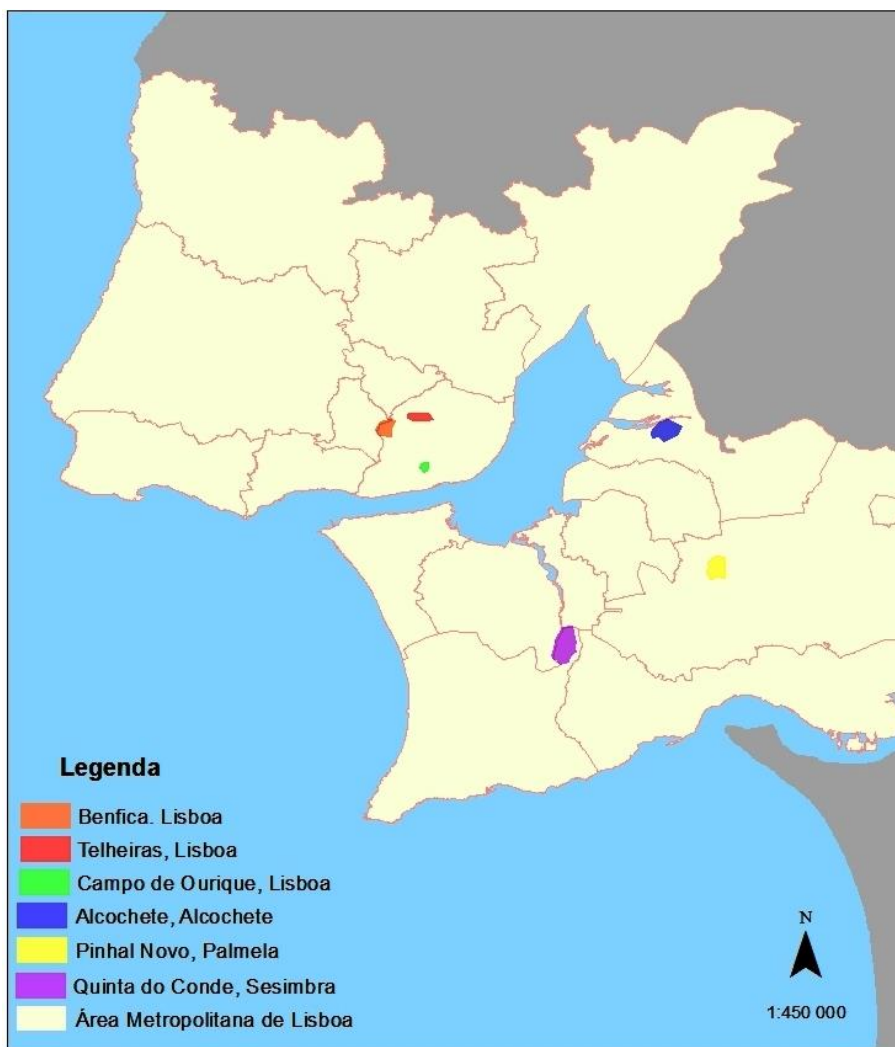 Legenda
Benfica. Lisboa
Telheiras, Lisboa
Campo de Ourique, Lisboa
Alcochete, Alcochete
Pinhal Novo, Palmela
Quinta do Conde, Sesimbra
Área Metropolitana de Lisboa
N
1:450 000